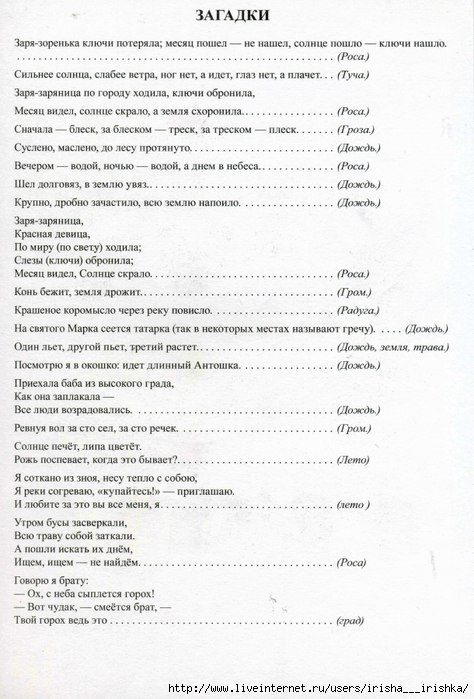 ЗАГАДКИ
Заря-зоренька ключи потеряла; месяц пошел — не нашел, солнце пошло — ключи нашло.
. . . . . . . . . . . . . . . . . . . . . . . . . . . . . . . . . . (Роса.)
Сильнее солнца, слабее ветра, ног нет, а идет, глаз нет, а плачет. . . (Туча.)
Заря-заряница по городу ходила, ключи обронила,
Месяц видел, солнце скрало, а земля схоронила. . . . . . . . . . . . (Роса.)
Сначала — блеск, за блеском — треск, за треском — плеск. . . . . . . (Гроза.)
Суслено, маслено, до лесу протянуто. . . . . . . . . . . . . . . . . (Дождь.)
Вечером — водой, ночью — водой, а днем в небеса. . . . . . . . . . . (Роса.)
Шел долговяз, в землю увяз. . . . . . . . . . . . . . . . . . . . . (Дождь.)
Крупно, дробно зачастило, всю землю напоило. . . . . . . . . . . . . (Дождь.)
Заря-заряница,
Красная девица,
По миру (по свету) ходила;
Слезы (ключи) обронила;
Месяц видел, Солнце скрало. . . . . . . . . . . . . . . . . . . . . (Роса.)
Конь бежит, земля дрожит. . . . . . . . . . . . . . . . . . . . . . (Гром.)
Крашеное коромысло через реку повисло. . . . . . . . . . . . . . . . (Радуга.)
На святого Марка сеется татарка (так в некоторых местах называют гречу). . . . . (Дождь.)
Один льет, другой пьет, третий растет. . . . . . . . . . . . . . . . (Дождь, земля, трава.)
Посмотрю я в окошко: идет длинный Антошка. . . . . . . . . . . . . . (Дождь.)
Приехала баба из высокого града,
Как она заплакала —
Все люди возрадовались. . . . . . . . . . . . . . . . . . . . . . . (Дождь.)
Ревнул вол за сто сел, за сто речек. . . . . . . . . . . . . . . . . (Гром.)
Солнце печёт, липа цветёт.
Рожь поспевает, когда это бывает?. . . . . . . . . . . . . . . . . . (Лето)
Я соткано из зноя, несу тепло с собою,
Я реки согреваю, «купайтесь!» — приглашаю.
И любите за это вы все меня, я. . . . . . . . . . . . . . . . . . . (лето )
Утром бусы засверкали,
Всю траву собой заткали.
А пошли искать их днём,
Ищем, ищем — не найдём. . . . . . . . . . . . . . . . . . . . . . . (Роса)
Говорю я брату:
— Ох, с неба сыплется горох!
— Вот чудак, — смеётся брат, —
Твой горох ведь это . . . . . . . . . . . . . . . . . . . . . . . . (град)
http://www.liveinternet.ru/users/irisha___irishka/